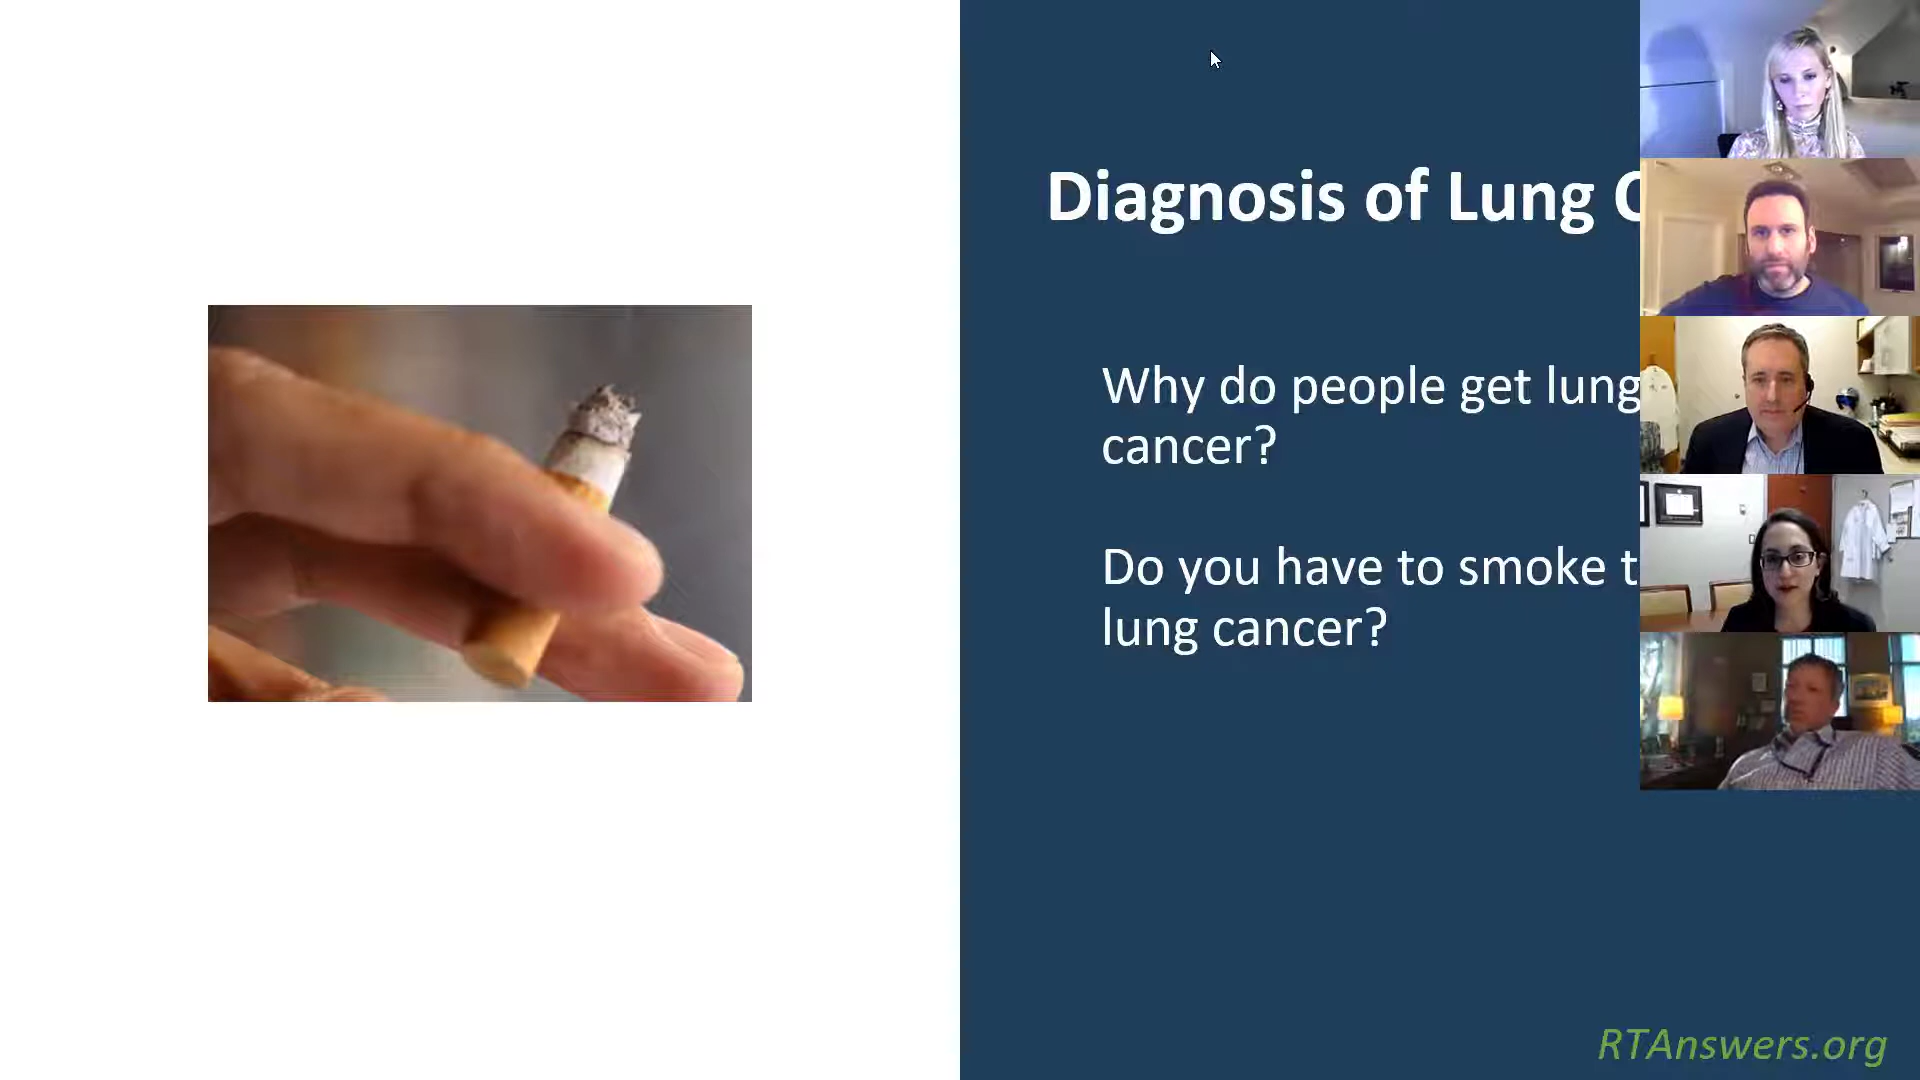 Diagnosis of Lung
Why do people get lung
cancer?
Do you have to smoke t
lung cancer?
RTAnswers.org